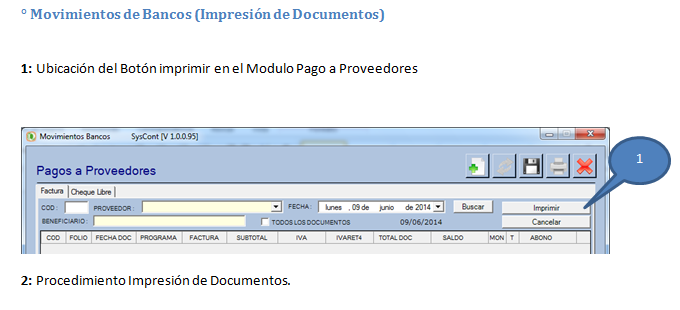 ° Movimientos de Bancos (Impresión de Documentos)
1: Ubicación del Botón imprimir en el Modulo Pago a Proveedores
Movimientos Bancos SysCont [V 1.0.0.95]
1
Pagos a Proveedores
Factura Cheque Libre
COD: PROVEEDOR: FECHA: lunes , 09 de junio de 2014 Buscar Imprimir
BENEFICIARIO: TODOS LOS DOCUMENTOS 09/06/2014 Cancelar
COD FOLIO FECHA DOC PROGRAMA FACTURA SUBTOTAL IVA IVARET4 TOTAL DOC SALDO MON T ABONO
2: Procedimiento Impresión de Documentos.